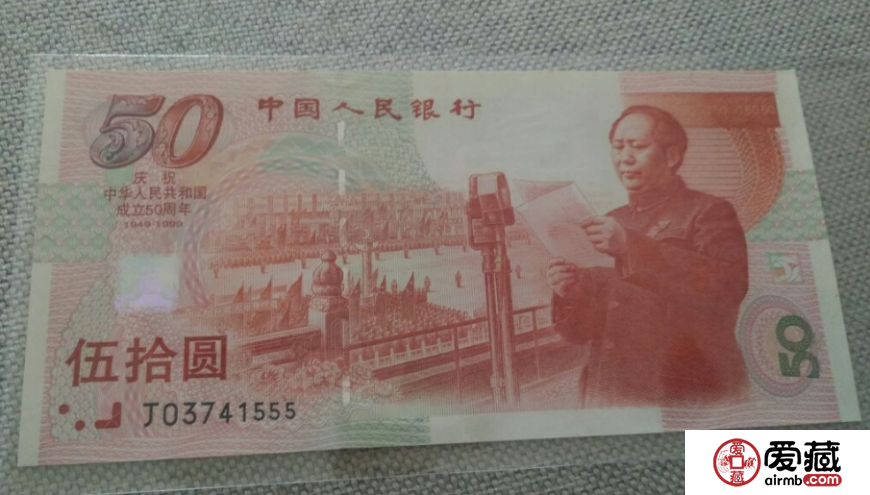 50
中国人民银行
庆祝
中华人民共和国
成立50周年
1949-1999
伍拾圆
J03741555
50
爱藏
airmb.com